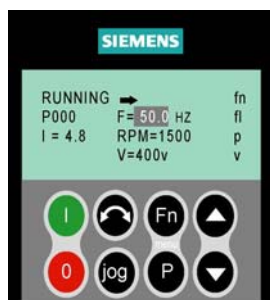 SIEMENS
RUNNING fn
P000 F= 50.0 HZ fl
I = 4.8 RPM=1500 p
V=400v v
I Fn
menu
0 jog P